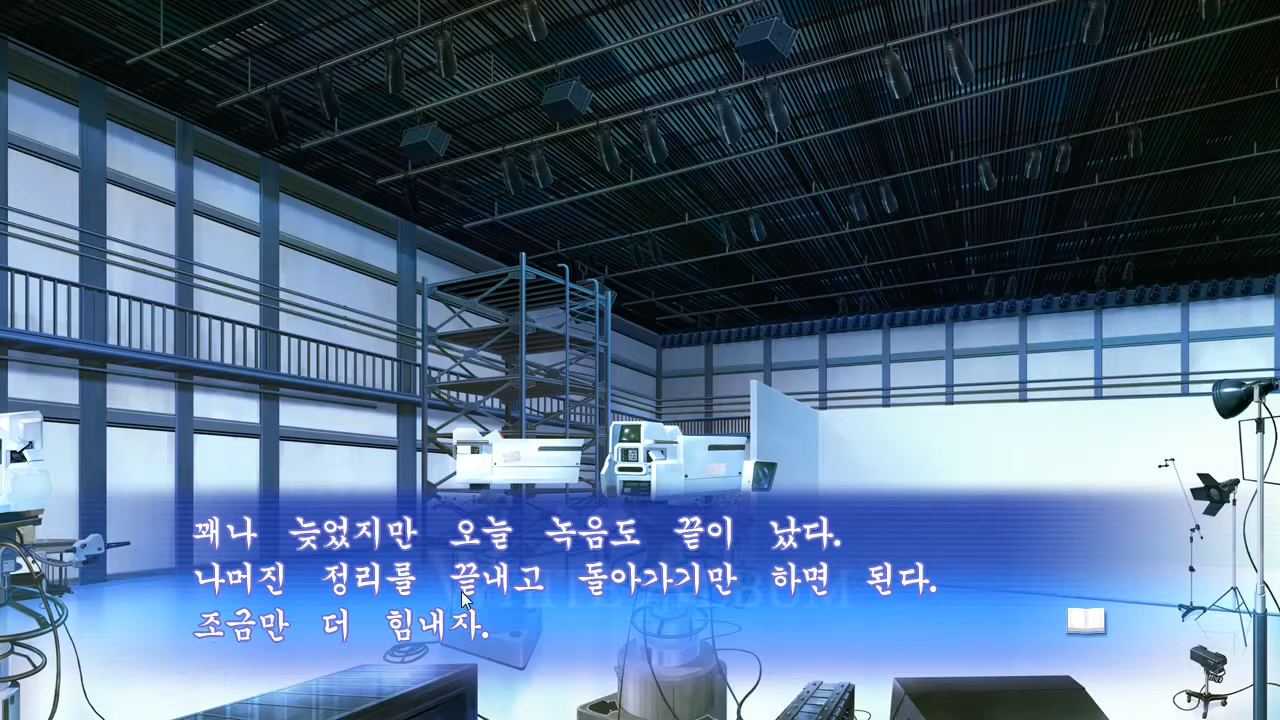 꽤나 늦었지만 오늘 녹음도 끝이 났다.
나머진 정리를 끝내고 돌아가기만 하면 된다.
조금만 더 힘내자.
WHITE ALBUM